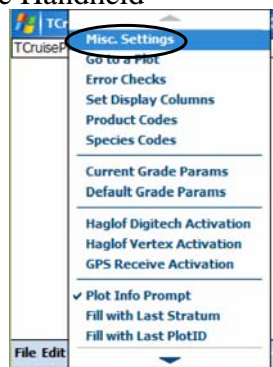 Handheld
TCr
TCruiseP
Misc. Settings
Go to a Plot
Error Checks
Set Display Columns
Product Codes
Species Codes
Current Grade Params
Default Grade Params
Haglof Digitech Activation
Haglof Vertex Activation
GPS Receive Activation
✓ Plot Info Prompt
Fill with Last Stratum
Fill with Last PlotID
File Edit